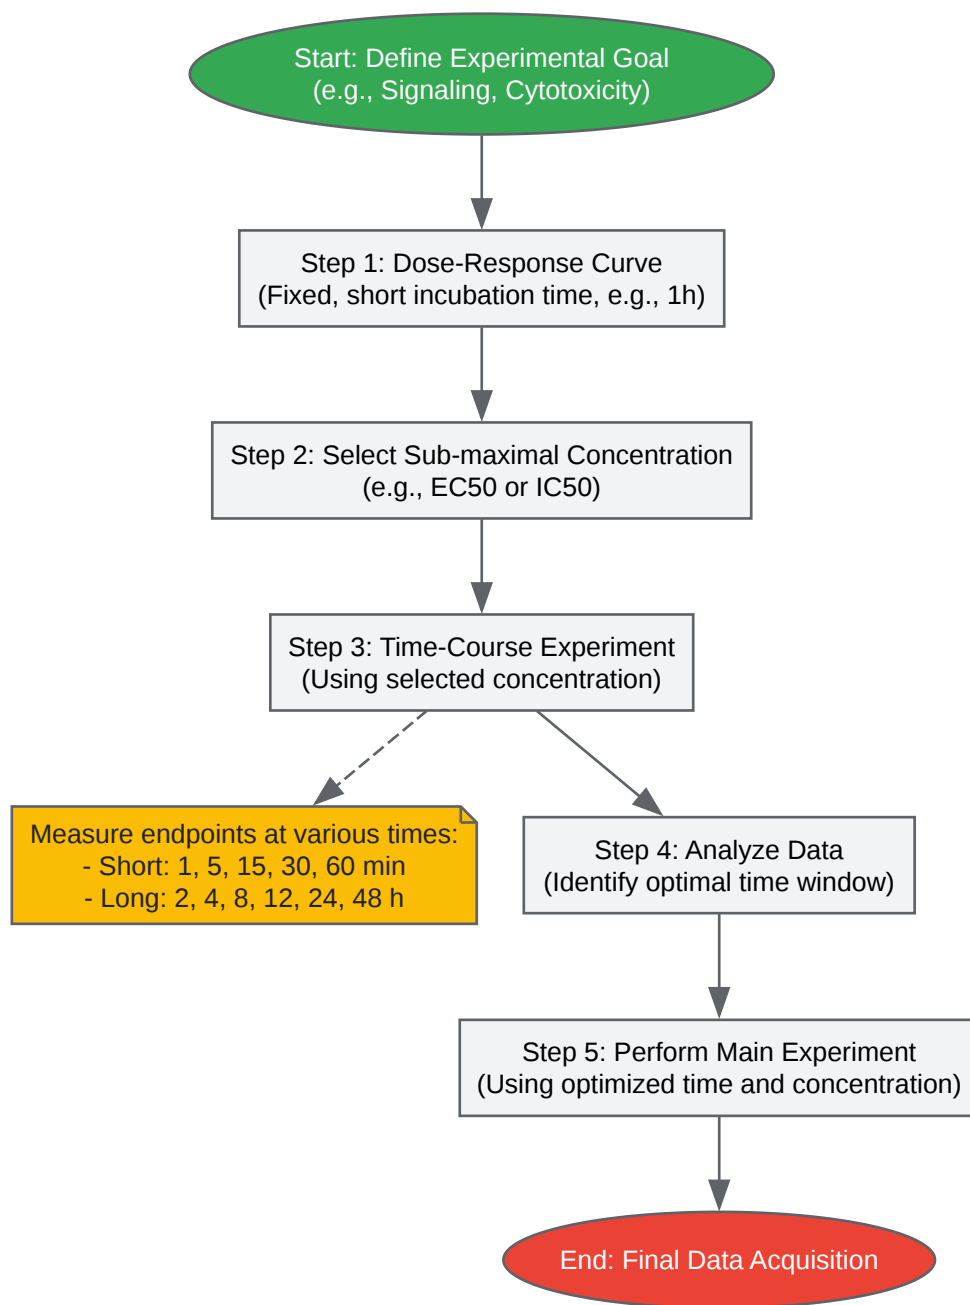 Start: Define Experimental Goal
(e.g., Signaling, Cytotoxicity)
Step 1: Dose-Response Curve
(Fixed, short incubation time, e.g., 1h)
Step 2: Select Sub-maximal Concentration
(e.g., EC50 or IC50)
Step 3: Time-Course Experiment
(Using selected concentration)
Measure endpoints at various times:
- Short: 1, 5, 15, 30, 60 min
- Long: 2, 4, 8, 12, 24, 48 h
Step 4: Analyze Data
(Identify optimal time window)
Step 5: Perform Main Experiment
(Using optimized time and concentration)
End: Final Data Acquisition